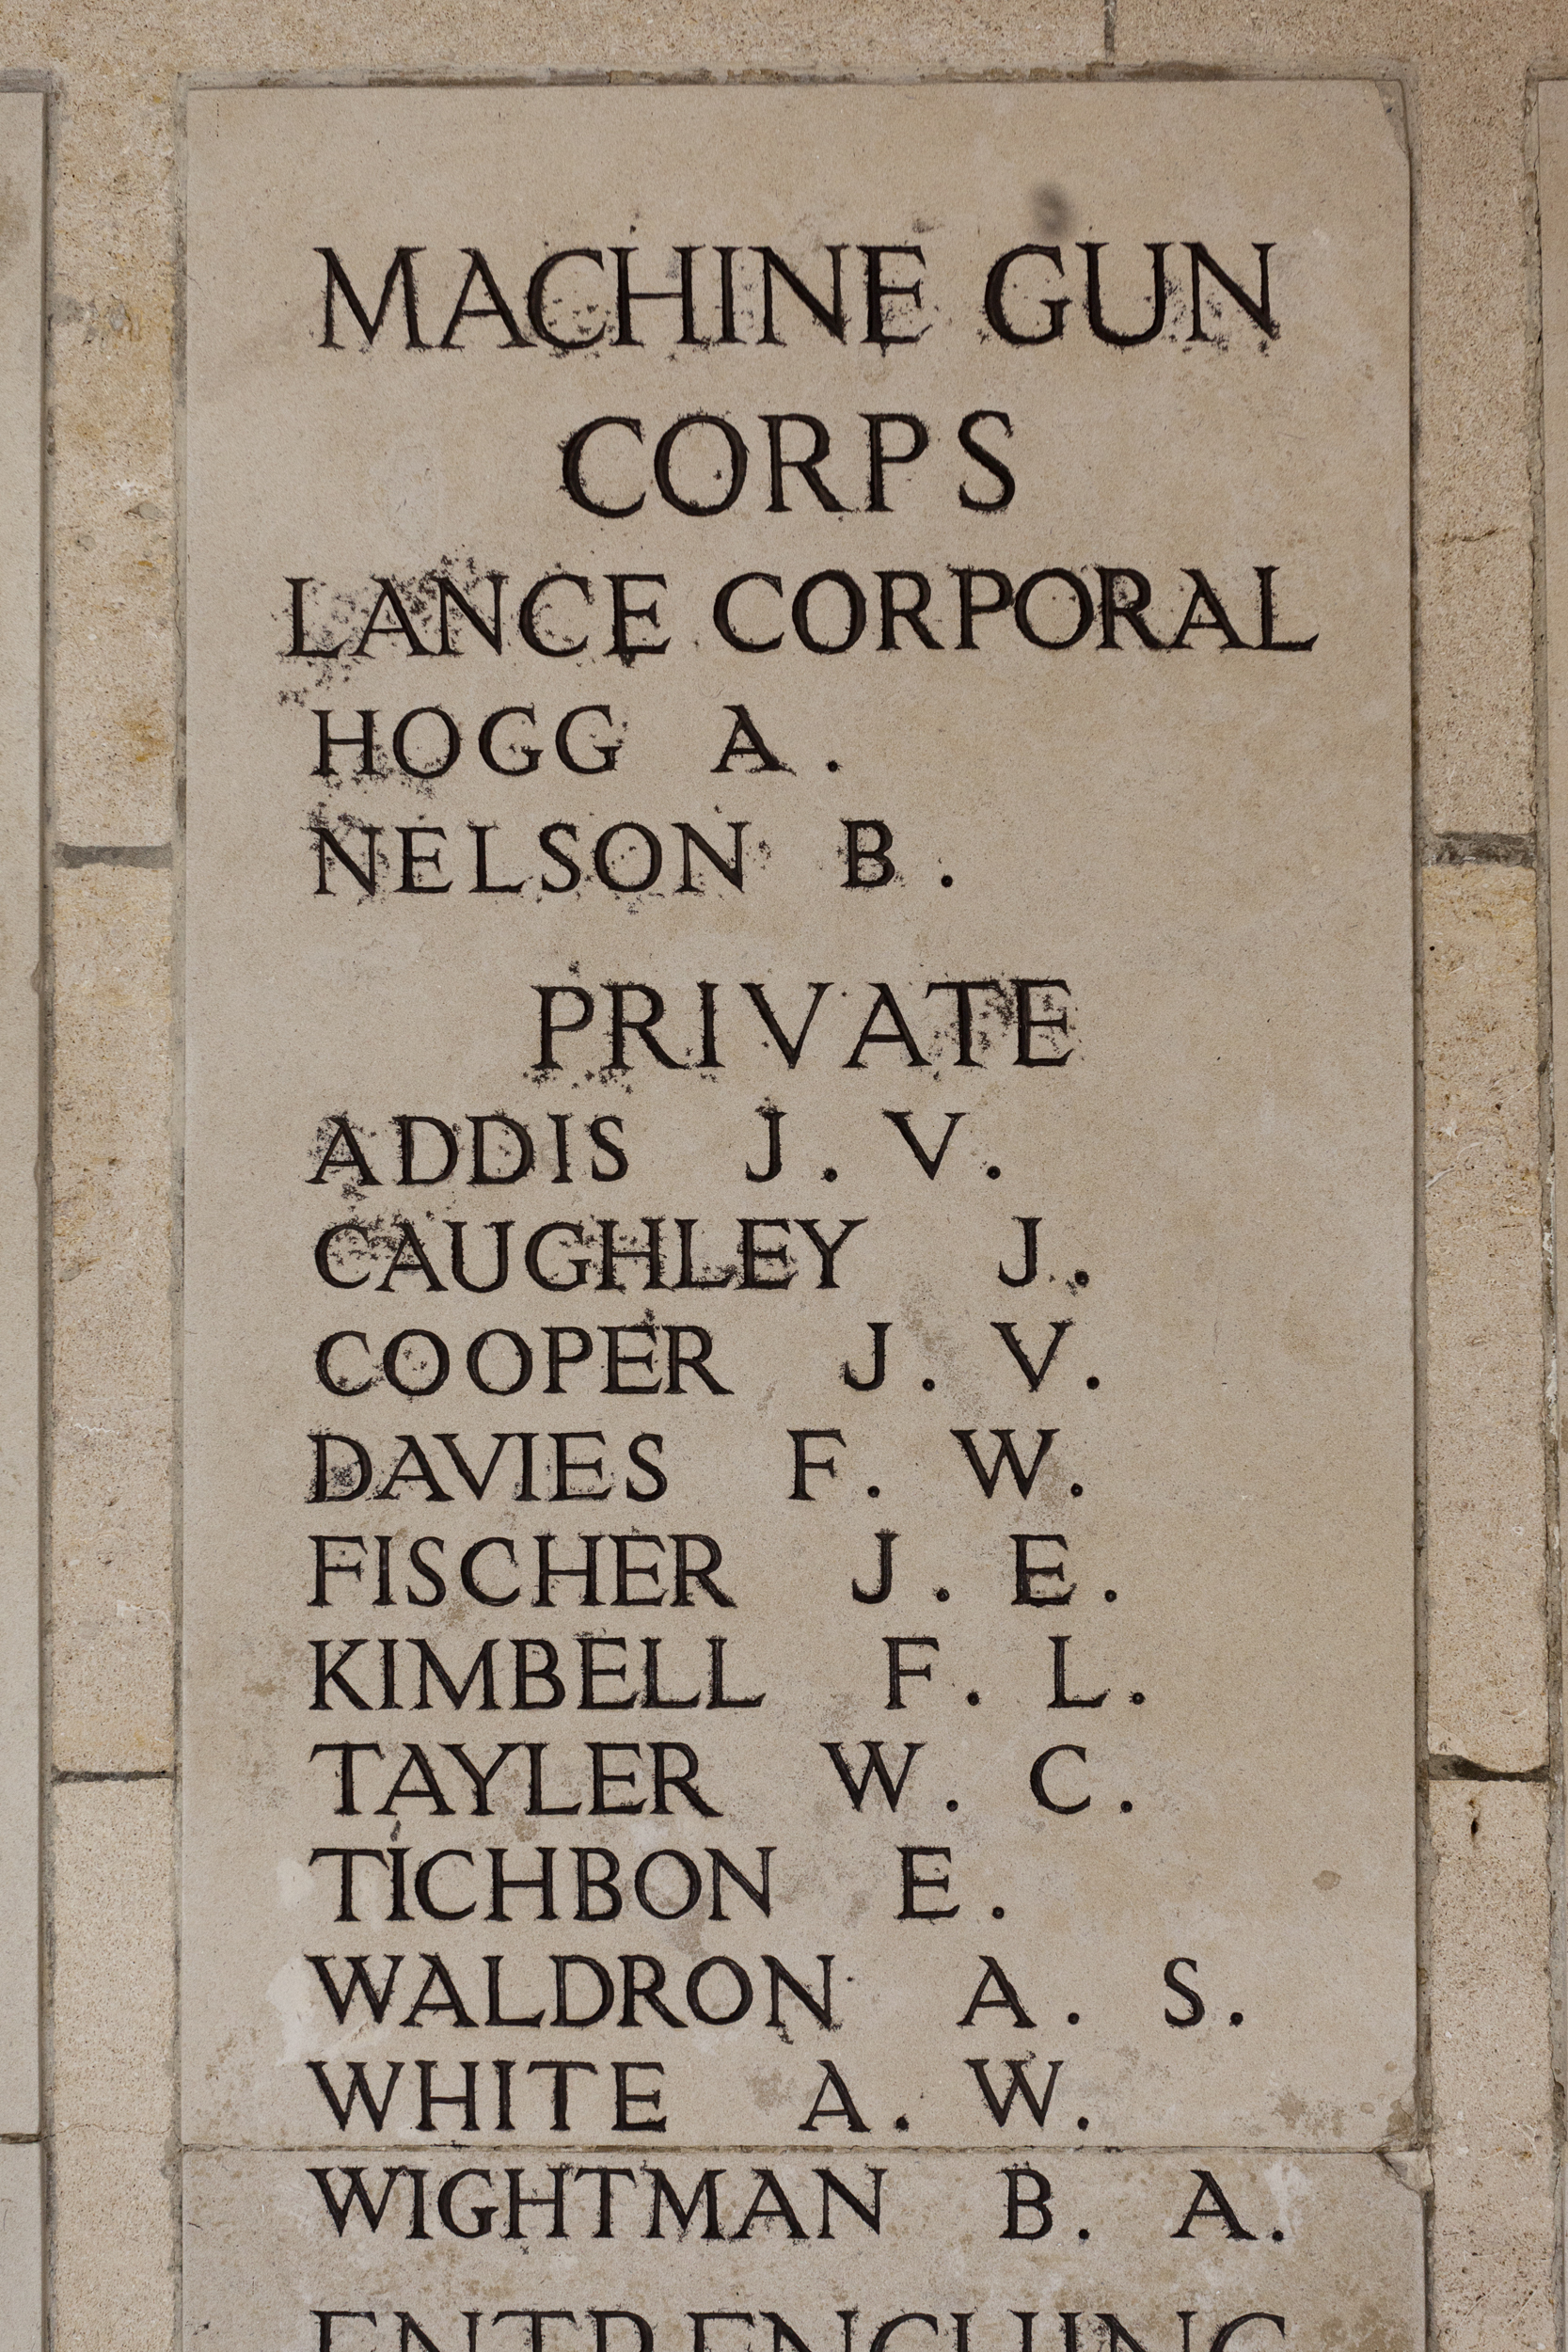 MACHINE GUN
CORPS
LANCE CORPORAL
HOGG A.
NELSON B.
PRIVATE
ADDIS J. V.
CAUGHLEY J.
COOPER J. V.
DAVIES F. W.
FISCHER J. E.
KIMBELL F. L.
TAYLER W. C.
TICHBON E.
WALDRON A. S.
WHITE A. W.
WIGHTMAN B. A.
ENTRENCHING